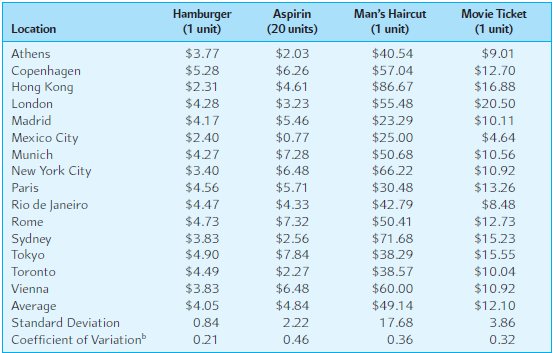 Location Hamburger (1 unit) Aspirin (20 units) Man's Haircut (1 unit) Movie Ticket (1 unit)
Athens $3.77 $2.03 $40.54 $9.01
Copenhagen $5.28 $6.26 $57.04 $12.70
Hong Kong $2.31 $4.61 $86.67 $16.88
London $4.28 $3.23 $55.48 $20.50
Madrid $4.17 $5.46 $23.29 $10.11
Mexico City $2.40 $0.77 $25.00 $4.64
Munich $4.27 $7.28 $50.68 $10.56
New York City $3.40 $6.48 $66.22 $10.92
Paris $4.56 $5.71 $30.48 $13.26
Rio de Janeiro $4.47 $4.33 $42.79 $8.48
Rome $4.73 $7.32 $50.41 $12.73
Sydney $3.83 $2.56 $71.68 $15.23
Tokyo $4.90 $7.84 $38.29 $15.55
Toronto $4.49 $2.27 $38.57 $10.04
Vienna $3.83 $6.48 $60.00 $10.92
Average $4.05 $4.84 $49.14 $12.10
Standard Deviation 0.84 2.22 17.68 3.86
Coefficient of Variationᵇ 0.21 0.46 0.36 0.32